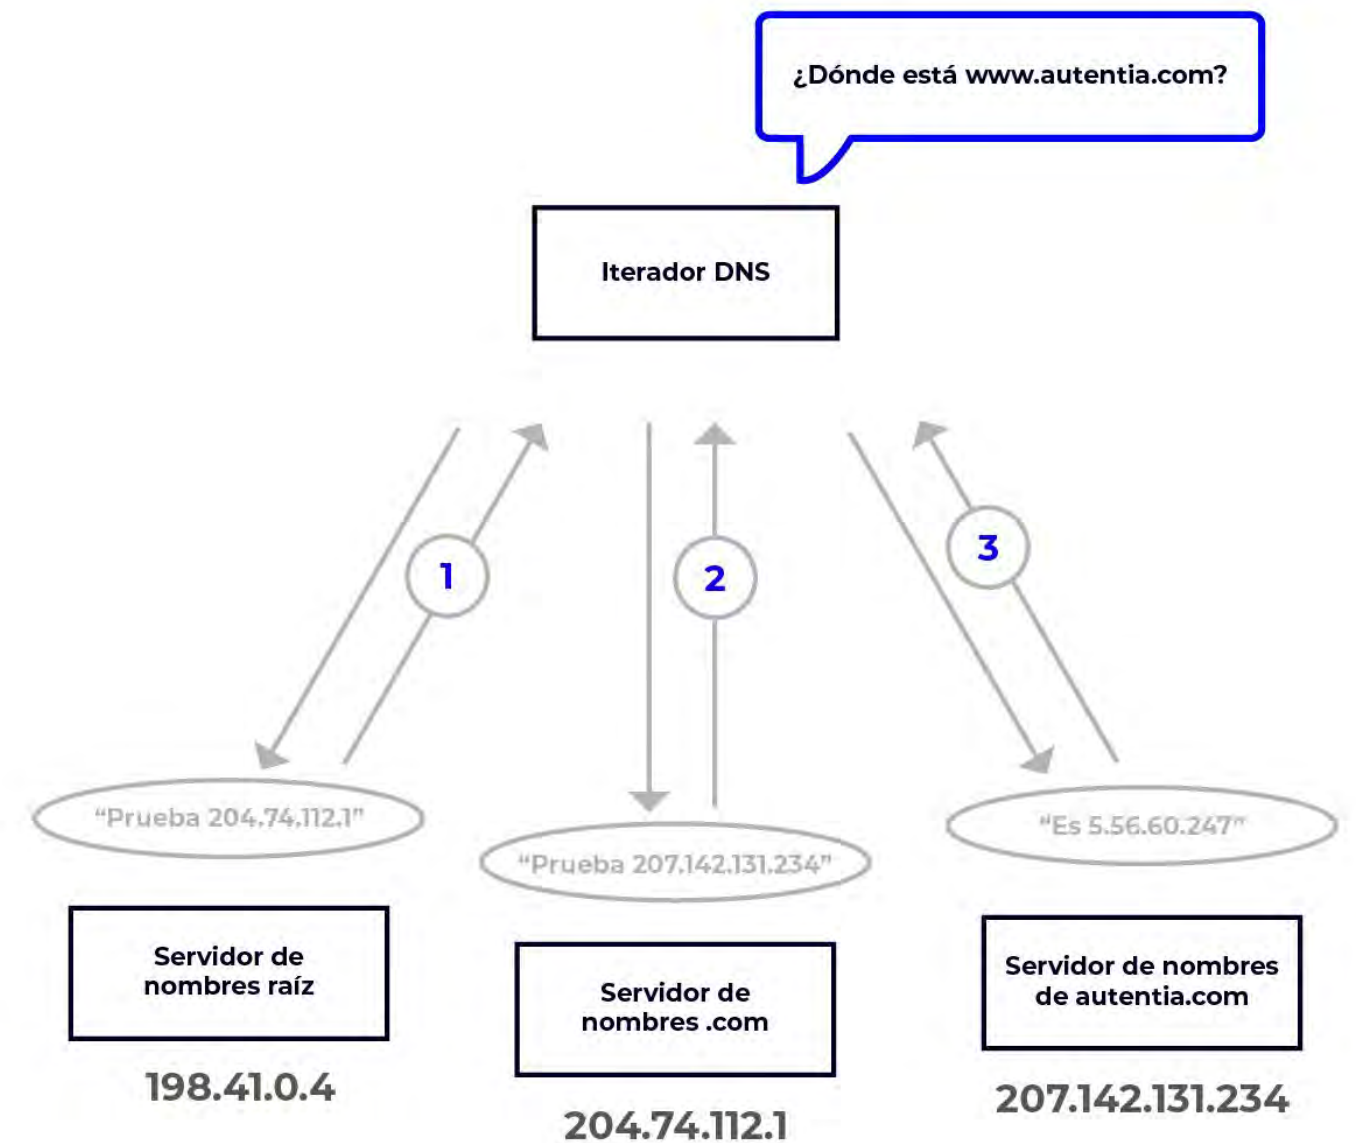 ¿Dónde está www.autentia.com?
Iterador DNS
1
2
3
“Prueba 204.74.112.1”
“Prueba 207.142.131.234”
“Es 5.56.60.247”
Servidor de
nombres raíz
198.41.0.4
Servidor de
nombres .com
204.74.112.1
Servidor de nombres
de autentia.com
207.142.131.234